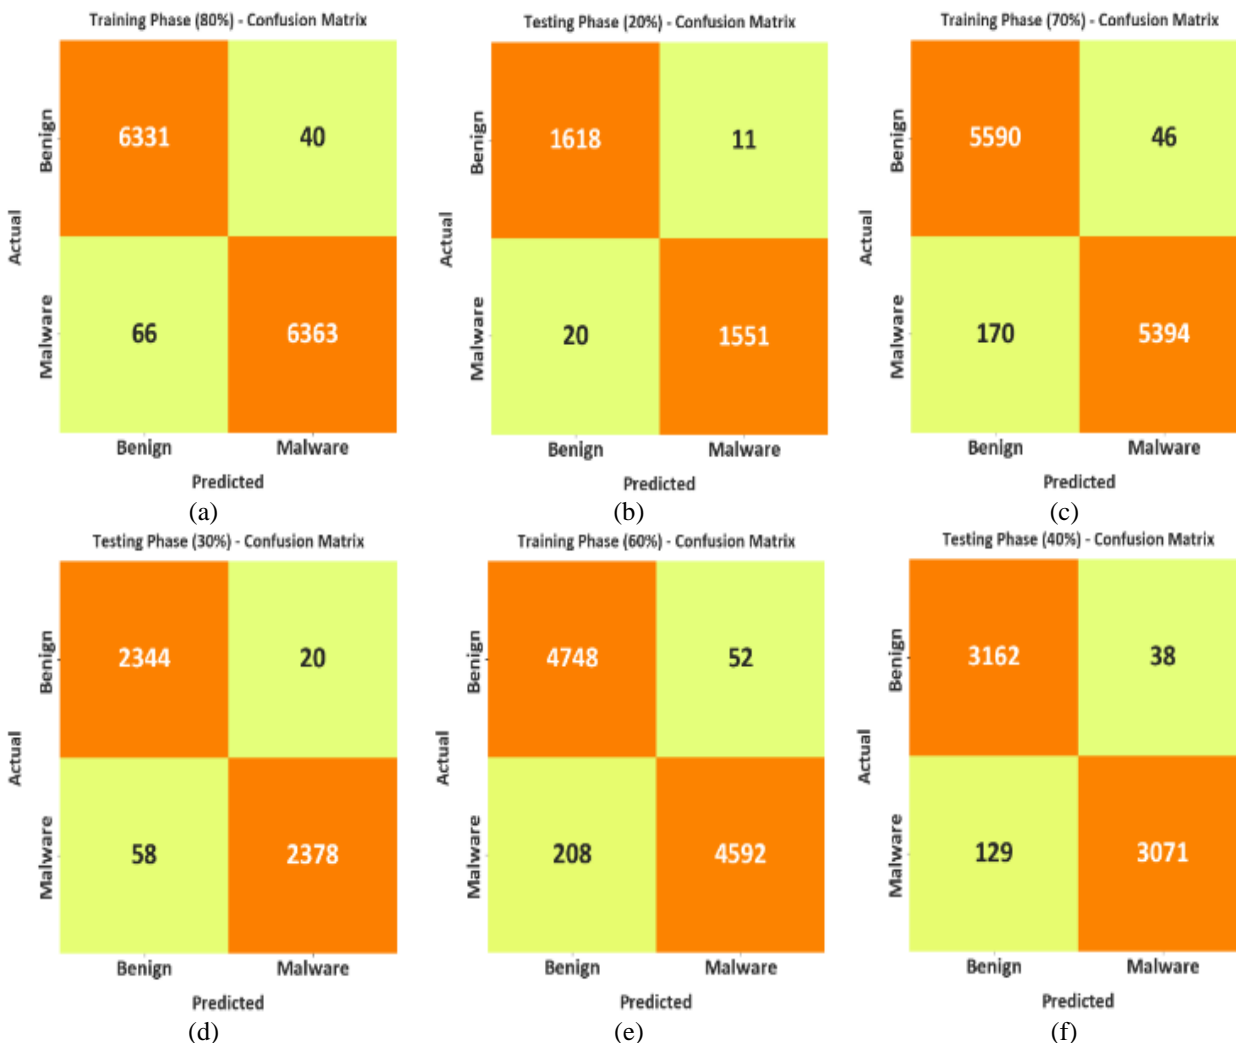 Training Phase (80%) - Confusion Matrix
Actual
Benign
Malware
6331 40
66 6363
Benign Malware
Predicted
(a)
Testing Phase (20%) - Confusion Matrix
Actual
Benign
Malware
1618 11
20 1551
Benign Malware
Predicted
(b)
Training Phase (70%) - Confusion Matrix
Actual
Benign
Malware
5590 46
170 5394
Benign Malware
Predicted
(c)
Testing Phase (30%) - Confusion Matrix
Actual
Benign
Malware
2344 20
58 2378
Benign Malware
Predicted
(d)
Training Phase (60%) - Confusion Matrix
Actual
Benign
Malware
4748 52
208 4592
Benign Malware
Predicted
(e)
Testing Phase (40%) - Confusion Matrix
Actual
Benign
Malware
3162 38
129 3071
Benign Malware
Predicted
(f)